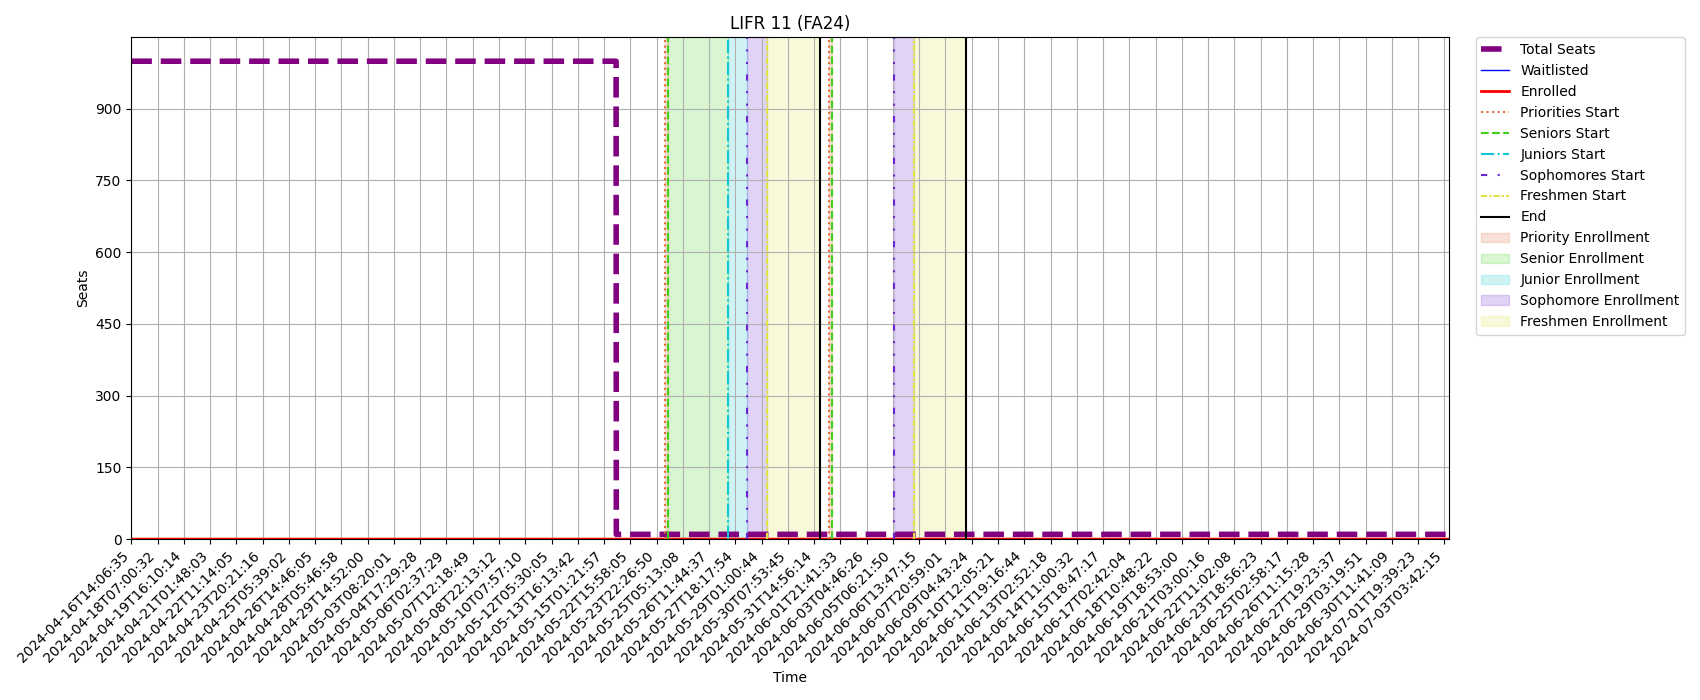 LIFR 11 (FA24)
Total Seats
Waitlisted
Enrolled
Priorities Start
Seniors Start
Juniors Start
Sophomores Start
Freshmen Start
End
Priority Enrollment
Senior Enrollment
Junior Enrollment
Sophomore Enrollment
Freshmen Enrollment
Seats
900
750
600
450
300
150
0
2024-04-16T14:06:35
2024-04-18T07:00:32
2024-04-19T16:10:14
2024-04-21T01:48:03
2024-04-22T11:14:05
2024-04-23T20:21:16
2024-04-25T05:39:02
2024-04-26T14:46:05
2024-04-28T05:46:58
2024-04-29T14:52:00
2024-05-03T08:20:01
2024-05-04T17:29:28
2024-05-06T02:37:29
2024-05-07T12:18:49
2024-05-08T22:13:12
2024-05-10T07:57:10
2024-05-12T05:30:05
2024-05-13T16:13:42
2024-05-15T01:21:57
2024-05-22T15:58:05
2024-05-23T22:26:50
2024-05-25T05:13:08
2024-05-26T11:44:37
2024-05-27T18:17:54
2024-05-29T01:00:44
2024-05-30T07:53:45
2024-05-31T14:56:14
2024-06-01T21:41:33
2024-06-03T04:46:26
2024-06-05T06:21:50
2024-06-06T13:47:15
2024-06-07T20:59:01
2024-06-09T04:43:24
2024-06-10T12:05:21
2024-06-11T19:16:44
2024-06-13T02:52:18
2024-06-14T11:00:32
2024-06-15T18:47:17
2024-06-17T02:42:04
2024-06-18T10:48:22
2024-06-19T18:53:00
2024-06-21T03:00:16
2024-06-22T11:02:08
2024-06-23T18:56:23
2024-06-25T02:58:17
2024-06-26T11:15:28
2024-06-27T19:23:37
2024-06-29T03:19:51
2024-06-30T11:41:09
2024-07-01T19:39:23
2024-07-03T03:42:15
Time